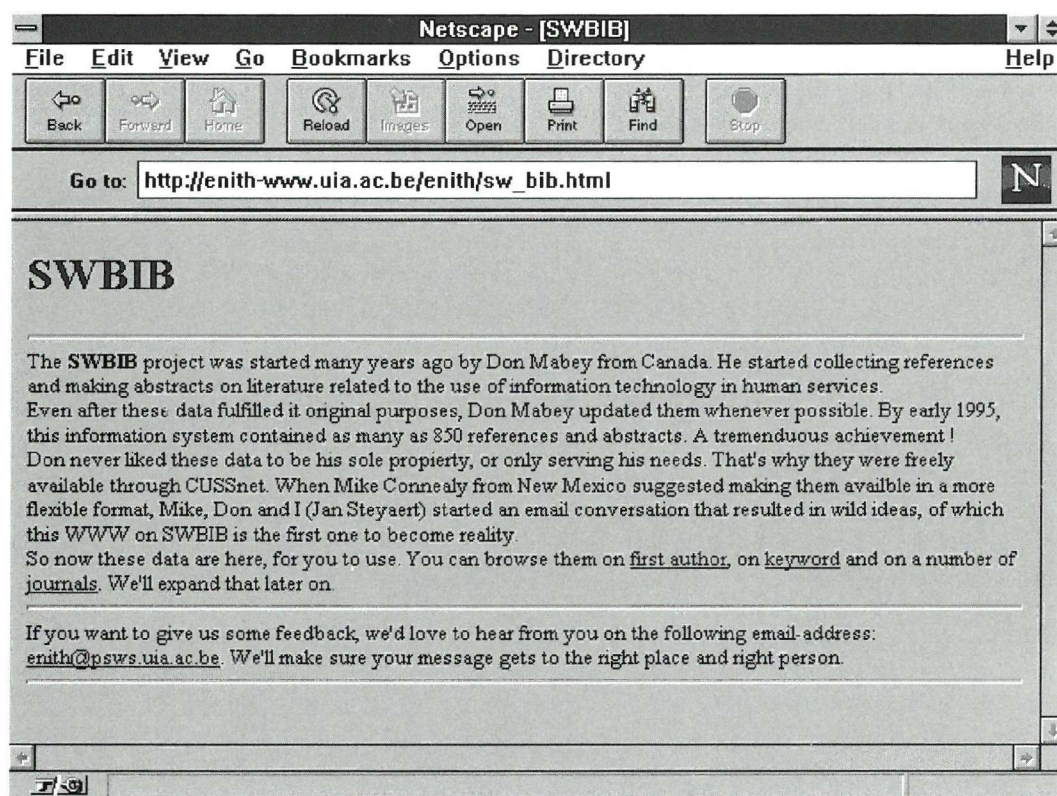 Netscape - [SWBIB]
File Edit View Go Bookmarks Options Directory Help
Back Forward Home Reload Images Open Print Find Stop
Go to: http://enith-www.uia.ac.be/enith/sw_bib.html
N
SWBIB
The SWBIB project was started many years ago by Don Mabey from Canada. He started collecting references
and making abstracts on literature related to the use of information technology in human services.
Even after these data fulfilled it original purposes, Don Mabey updated them whenever possible. By early 1995,
this information system contained as many as 850 references and abstracts. A tremenduous achievement !
Don never liked these data to be his sole propierty, or only serving his needs. That's why they were freely
available through CUSSnet. When Mike Connealy from New Mexico suggested making them availble in a more
flexible format, Mike, Don and I (Jan Steyaert) started an email conversation that resulted in wild ideas, of which
this WWW on SWBIB is the first one to become reality.
So now these data are here, for you to use. You can browse them on first author, on keyword and on a number of
journals. We'll expand that later on.
If you want to give us some feedback, we'd love to hear from you on the following email-address:
enith@psws.uia.ac.be. We'll make sure your message gets to the right place and right person.